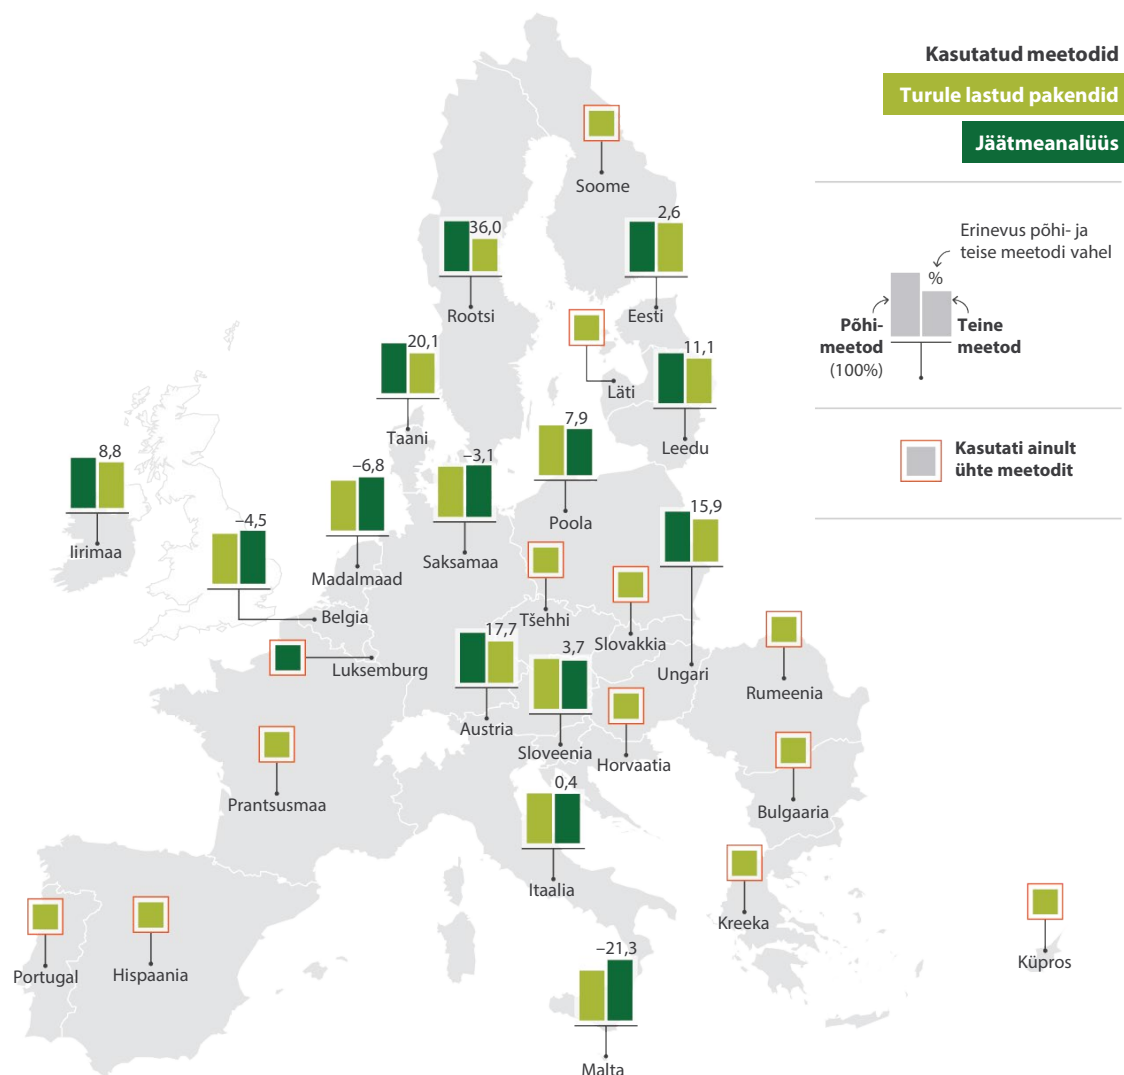 Kasutatud meetodid
Turule lastud pakendid
Jäätmeanalüüs
Erinevus põhi- ja
teise meetodi vahel
%
Põhi-
meetod
(100%)
Teine
meetod
Kasutati ainult
ühte meetodit
Soome
36,0
Rootsi
2,6
Eesti
20,1
Taani
Läti
11,1
Leedu
8,8
Iirimaa
–4,5
Belgia
–6,8
Madalmaad
–3,1
Saksamaa
7,9
Poola
15,9
Ungari
Tšehhi
Slovakkia
Luksemburg
17,7
Austria
3,7
Sloveenia
Horvaatia
Rumeenia
Prantsusmaa
Bulgaaria
0,4
Itaalia
Kreeka
Portugal
Hispaania
Küpros
–21,3
Malta